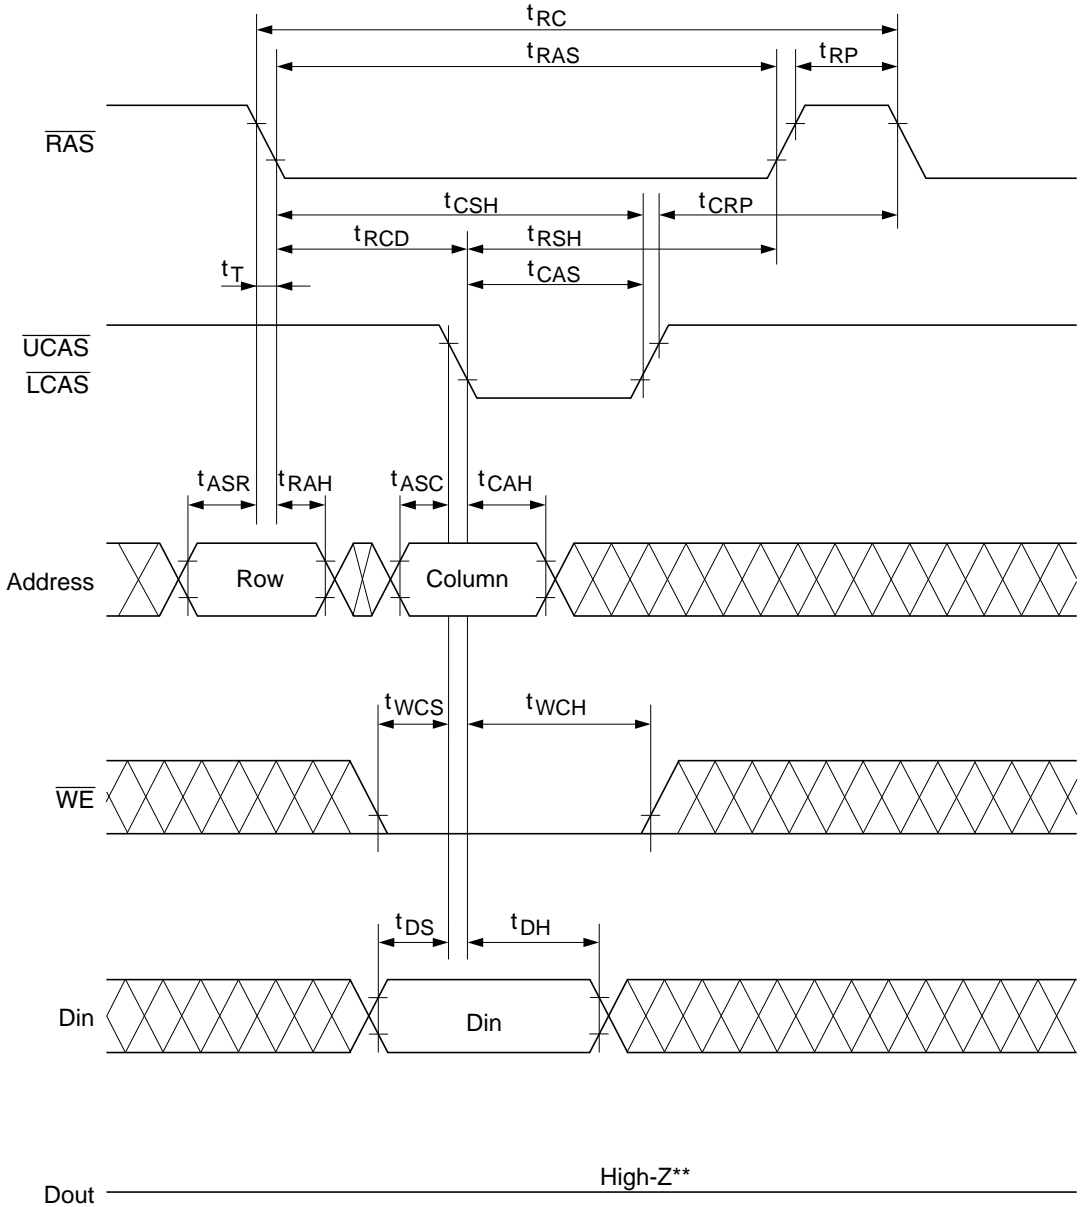 tRC
tRAS
tRP
RAS
tCSH
tCRP
tRCD
tRSH
tT
tCAS
UCAS
LCAS
tASR
tRAH
tASC
tCAH
Address
Row
Column
tWCS
tWCH
WE
tDS
tDH
Din
Din
High-Z**
Dout